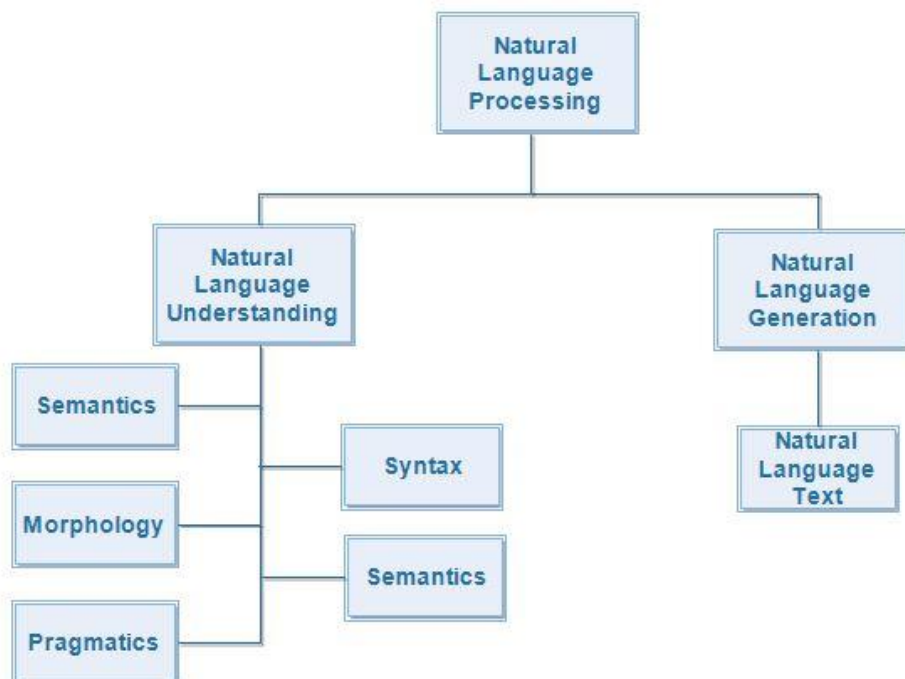 Natural
Language
Processing
Natural
Language
Understanding
Natural
Language
Generation
Semantics
Syntax
Natural
Language
Text
Morphology
Semantics
Pragmatics